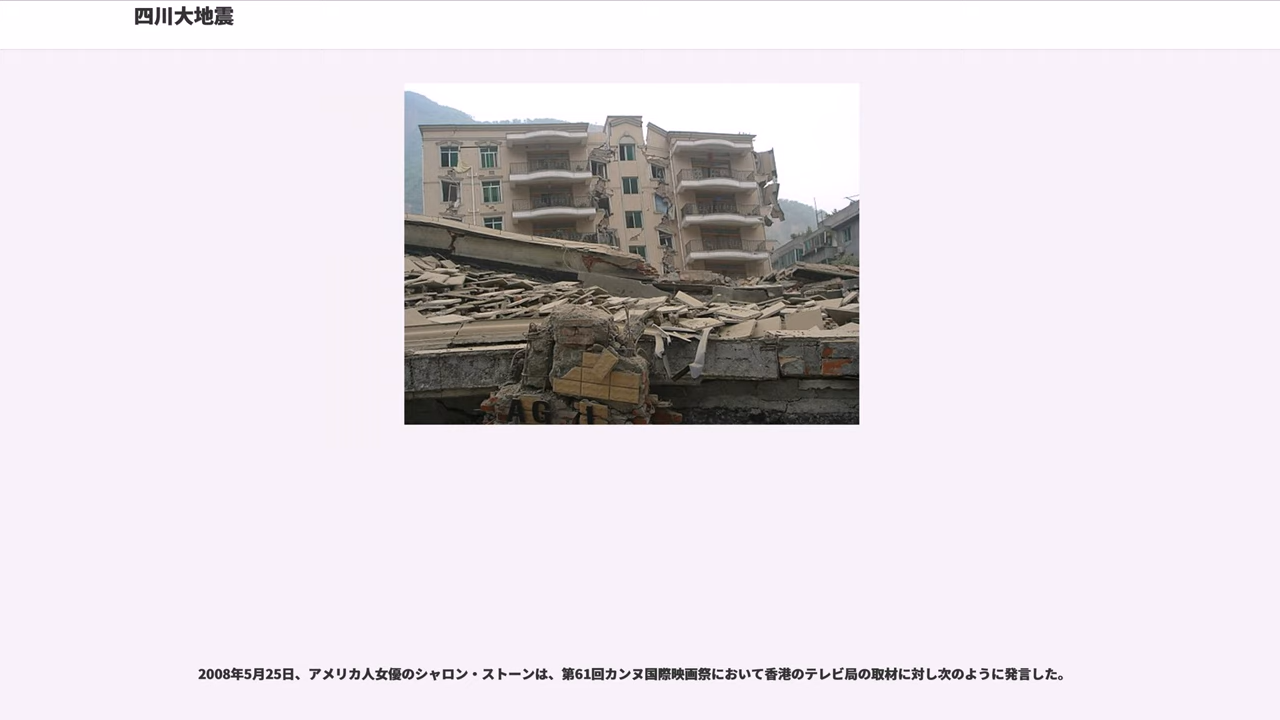 四川大地震
AG
2008年5月25日、アメリカ人女優のシャロン・ストーンは、第61回カンヌ国際映画祭において香港のテレビ局の取材に対し次のように発言した。